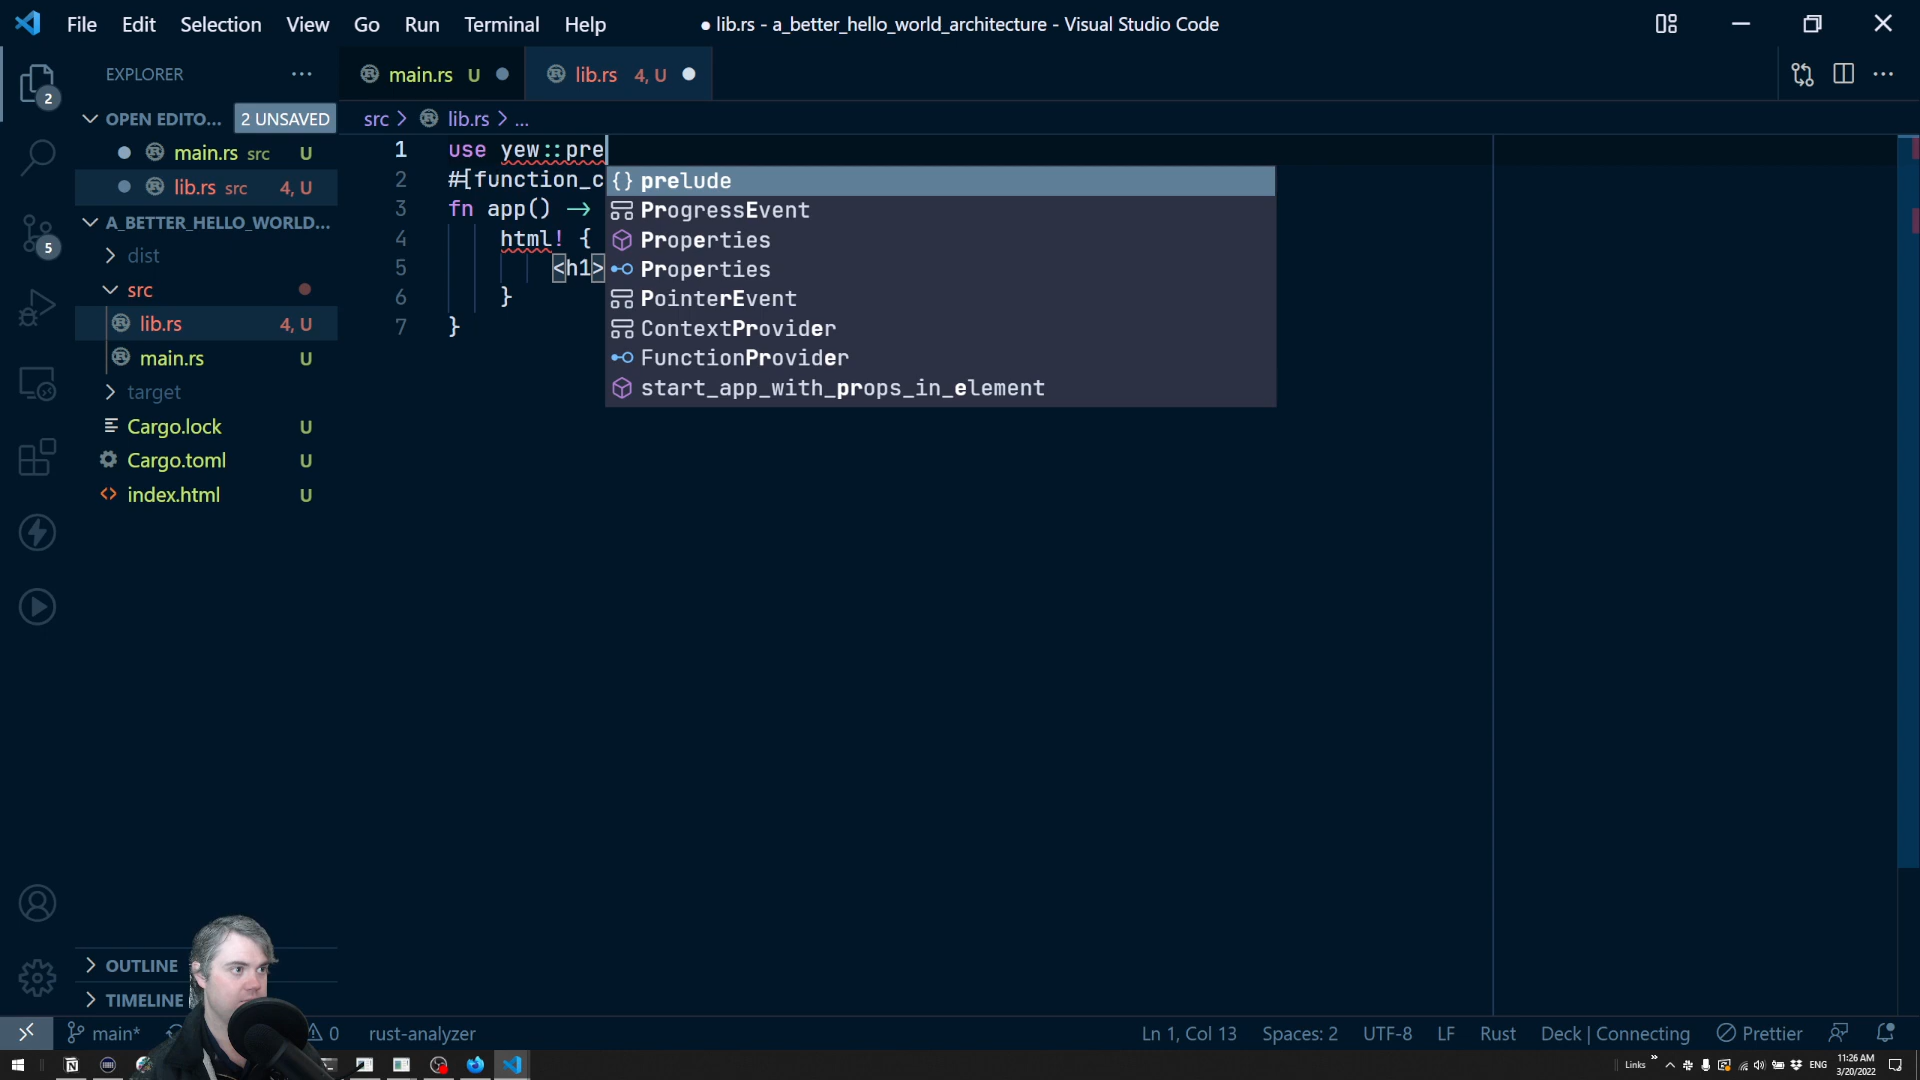 File Edit Selection View Go Run Terminal Help
● lib.rs - a_better_hello_world_architecture - Visual Studio Code
EXPLORER
main.rs U
lib.rs 4, U
2
OPEN EDITO... 2 UNSAVED
src > lib.rs > ...
main.rs src U
lib.rs src 4, U
A_BETTER_HELLO_WORLD...
dist
src
lib.rs 4, U
main.rs U
target
Cargo.lock U
Cargo.toml U
index.html U
5
1 use yew::pre
2 #[function_c
3 fn app() ->
4 html! {
5 <h1>
6 }
7 }
{} prelude
ProgressEvent
Properties
Properties
PointerEvent
ContextProvider
FunctionProvider
start_app_with_props_in_element
OUTLINE
TIMELINE
main* 0 rust-analyzer
Ln 1, Col 13 Spaces: 2 UTF-8 LF Rust Deck | Connecting Prettier
Links ENG 11:26 AM
3/20/2022